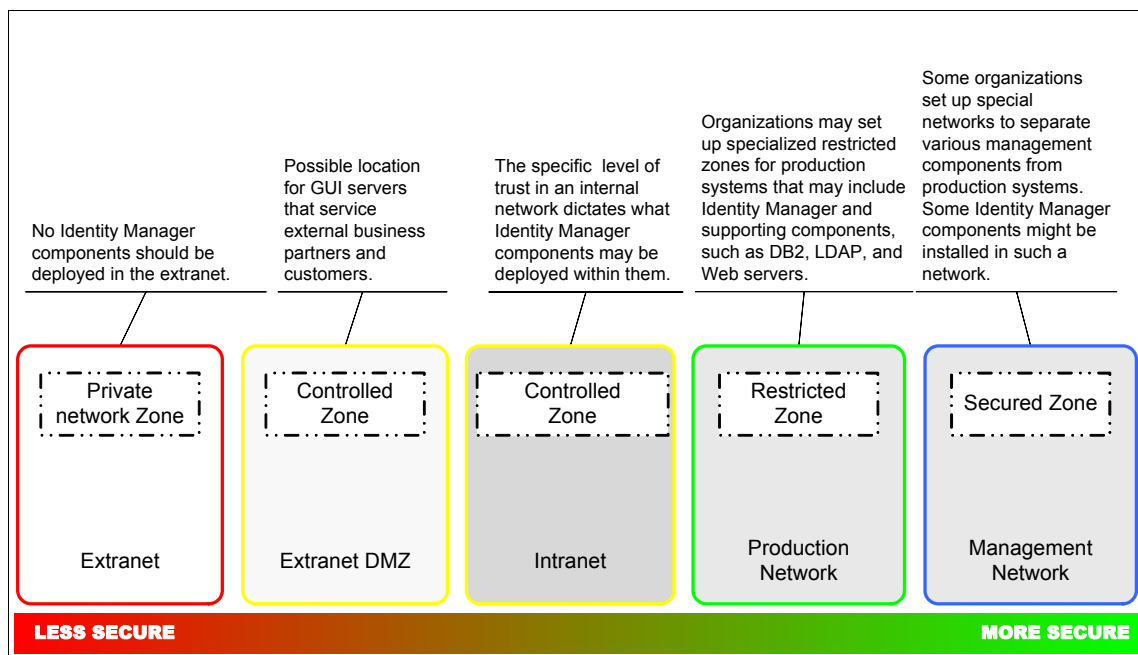 No Identity Manager
components should be
deployed in the extranet.
Possible location
for GUI servers
that service
external business
partners and
customers.
The specific level of
trust in an internal
network dictates what
Identity Manager
components may be
deployed within them.
Organizations may set
up specialized restricted
zones for production
systems that may include
Identity Manager and
supporting components,
such as DB2, LDAP, and
Web servers.
Some organizations
set up special
networks to separate
various management
components from
production systems.
Some Identity Manager
components might be
installed in such a
network.
Private
network Zone
Extranet
Controlled
Zone
Extranet DMZ
Controlled
Zone
Intranet
Restricted
Zone
Production
Network
Secured Zone
Management
Network
LESS SECURE
MORE SECURE